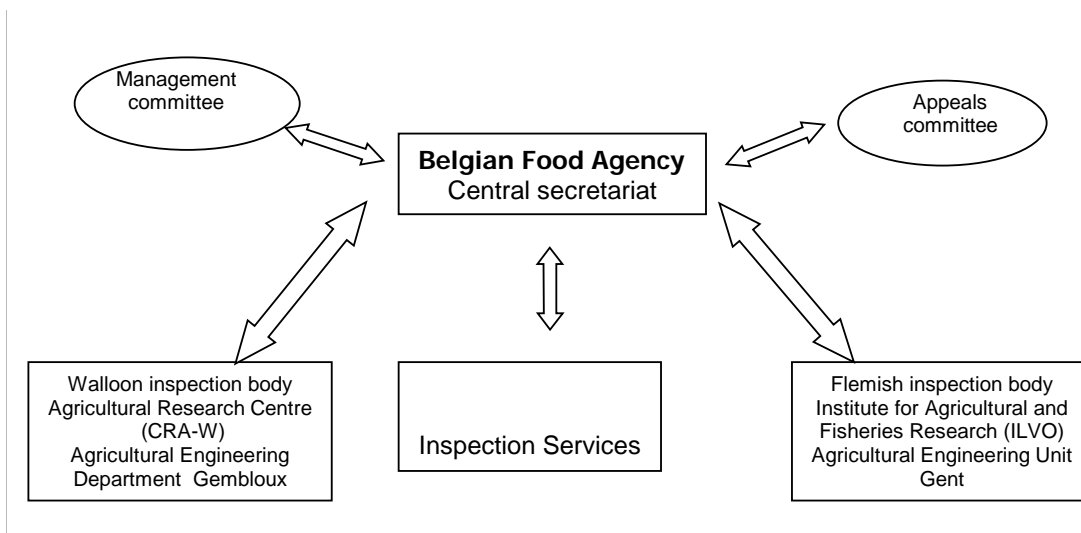 Management
committee
Appeals
committee
Belgian Food Agency
Central secretariat
Walloon inspection body
Agricultural Research Centre
(CRA-W)
Agricultural Engineering
Department Gembloux
Inspection Services
Flemish inspection body
Institute for Agricultural and
Fisheries Research (ILVO)
Agricultural Engineering Unit
Gent